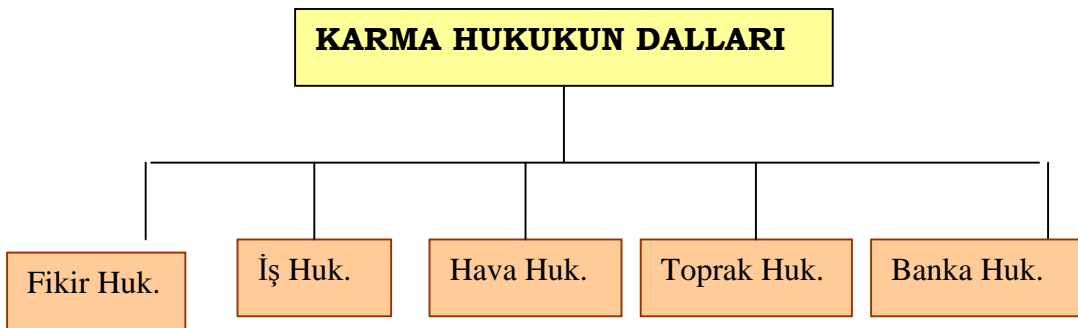 KARMA HUKUKUN DALLARI
Fikir Huk.
İş Huk.
Hava Huk.
Toprak Huk.
Banka Huk.